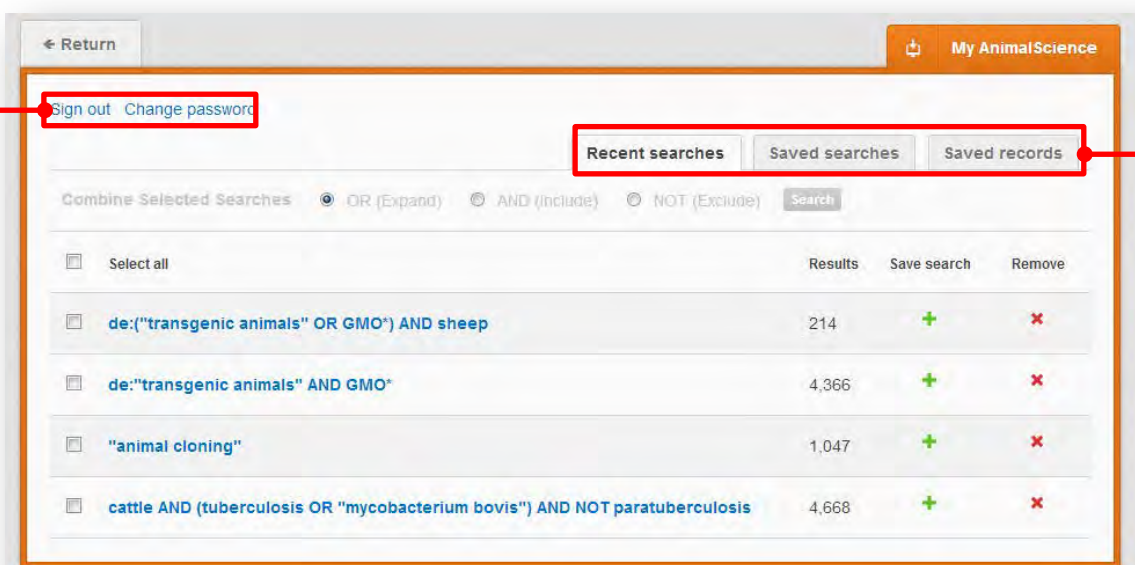 ← Return
My AnimalScience
Sign out Change password
Recent searches Saved searches Saved records
Combine Selected Searches OR (Expand) AND (Include) NOT (Exclude) Search
Select all Results Save search Remove
de:("transgenic animals" OR GMO*) AND sheep 214
de:"transgenic animals" AND GMO* 4,366
"animal cloning" 1,047
cattle AND (tuberculosis OR "mycobacterium bovis") AND NOT paratuberculosis 4,668